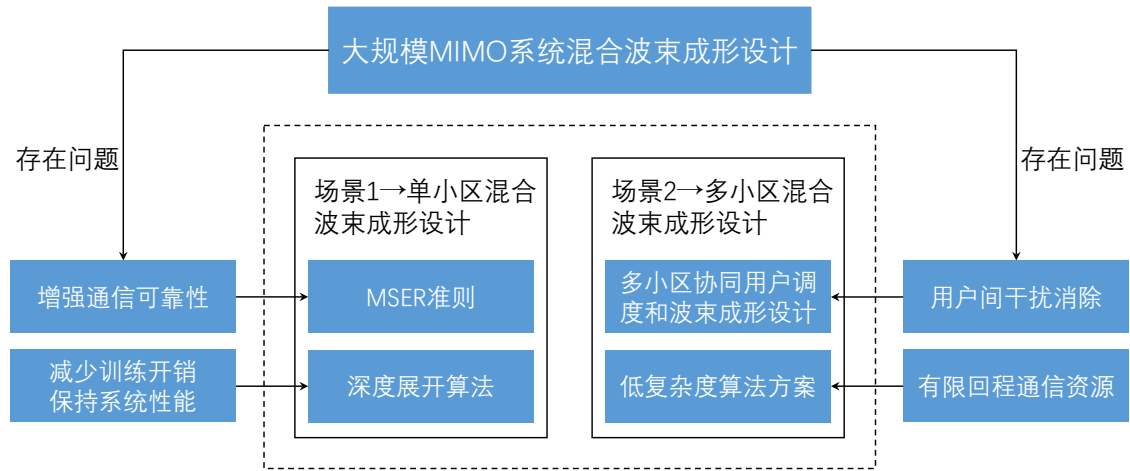 大规模MIMO系统混合波束成形设计
存在问题
存在问题
场景1→单小区混合
波束成形设计
场景2→多小区混合
波束成形设计
增强通信可靠性
MSER准则
多小区协同用户调
度和波束成形设计
用户间干扰消除
减少训练开销
保持系统性能
深度展开算法
低复杂度算法方案
有限回程通信资源